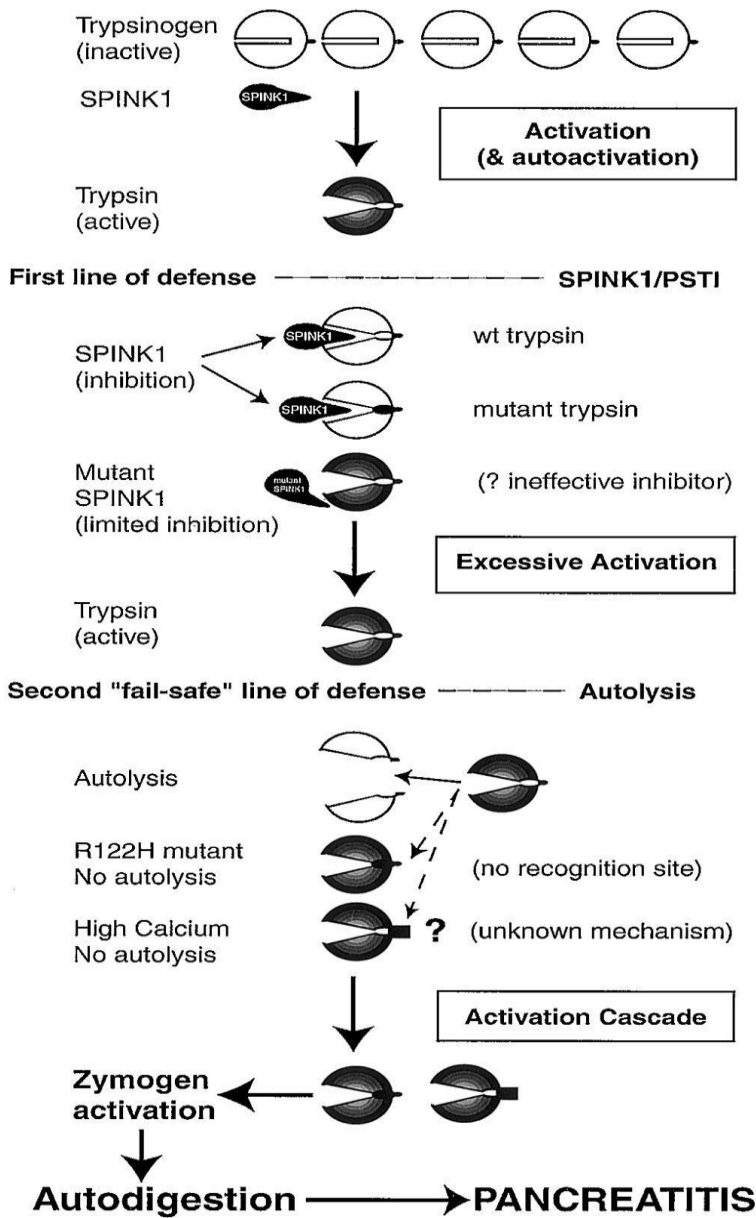 Trypsinogen
(inactive)
SPINK1
SPINK1
Activation
(& autoactivation)
Trypsin
(active)
First line of defense
SPINK1/PSTI
SPINK1
(inhibition)
SPINK1
wt trypsin
SPINK1
mutant trypsin
Mutant
SPINK1
(limited inhibition)
mutant
SPINK1
(? ineffective inhibitor)
Excessive Activation
Trypsin
(active)
Second "fail-safe" line of defense
Autolysis
Autolysis
R122H mutant
No autolysis
(no recognition site)
High Calcium
No autolysis
?
(unknown mechanism)
Activation Cascade
Zymogen
activation
Autodigestion
PANCREATITIS